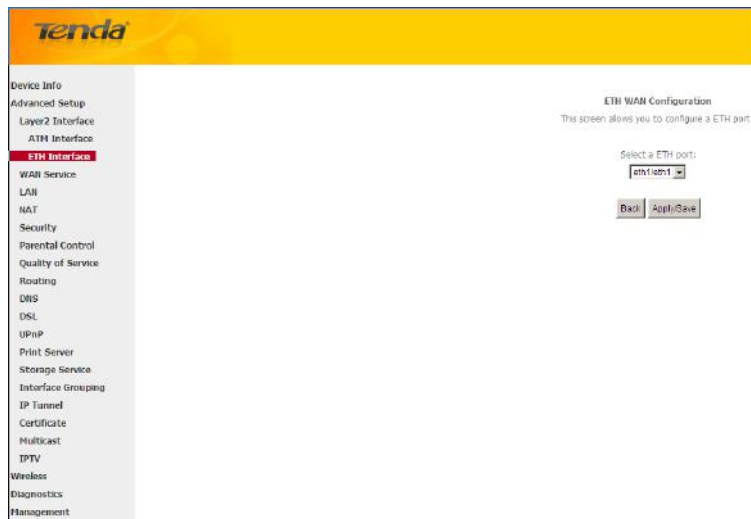 Tenda
Device Info
Advanced Setup
Layer2 Interface
ATM Interface
ETH Interface
WAN Service
LAN
NAT
Security
Parental Control
Quality of Service
Routing
DNS
DSL
UPnP
Print Server
Storage Service
Interface Grouping
IP Tunnel
Certificate
Multicast
IPTV
Wireless
Diagnostics
Management
ETH WAN Configuration
This screen allows you to configure a ETH port
Select a ETH port:
eth1/eth1
Back Apply/Save